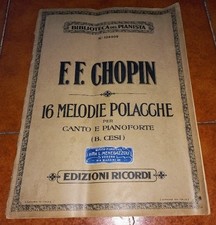 BIBLIOTECA DEL PIANISTA
F. F. CHOPIN
16 MELODIE POLACCHE
PER
CANTO E PIANOFORTE
(B. CESI)
EDIZIONI RICORDI